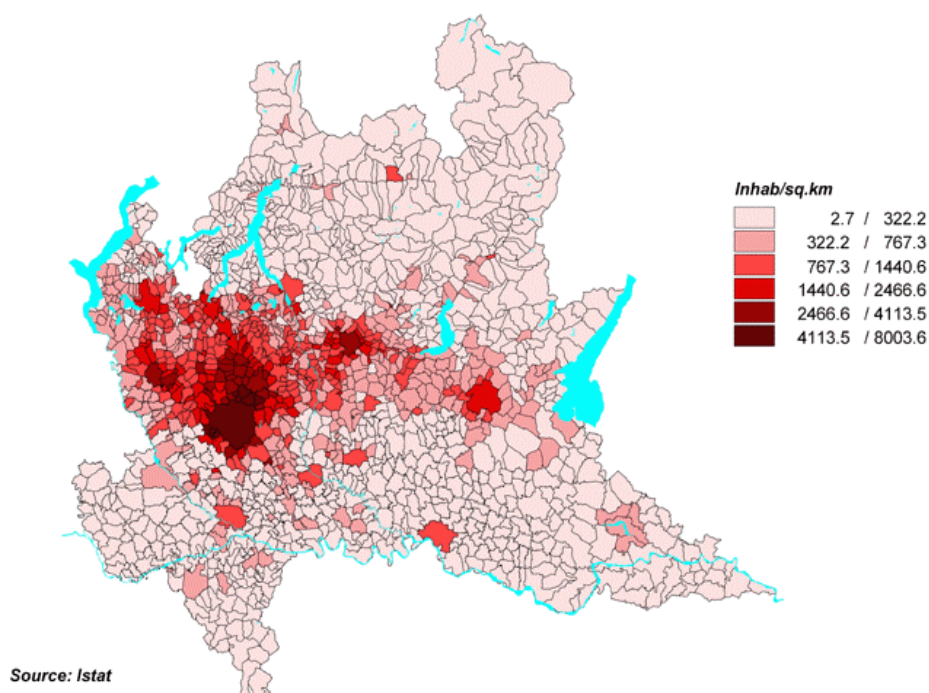 Inhab/sq.km
2.7 / 322.2
322.2 / 767.3
767.3 / 1440.6
1440.6 / 2466.6
2466.6 / 4113.5
4113.5 / 8003.6
Source: Istat